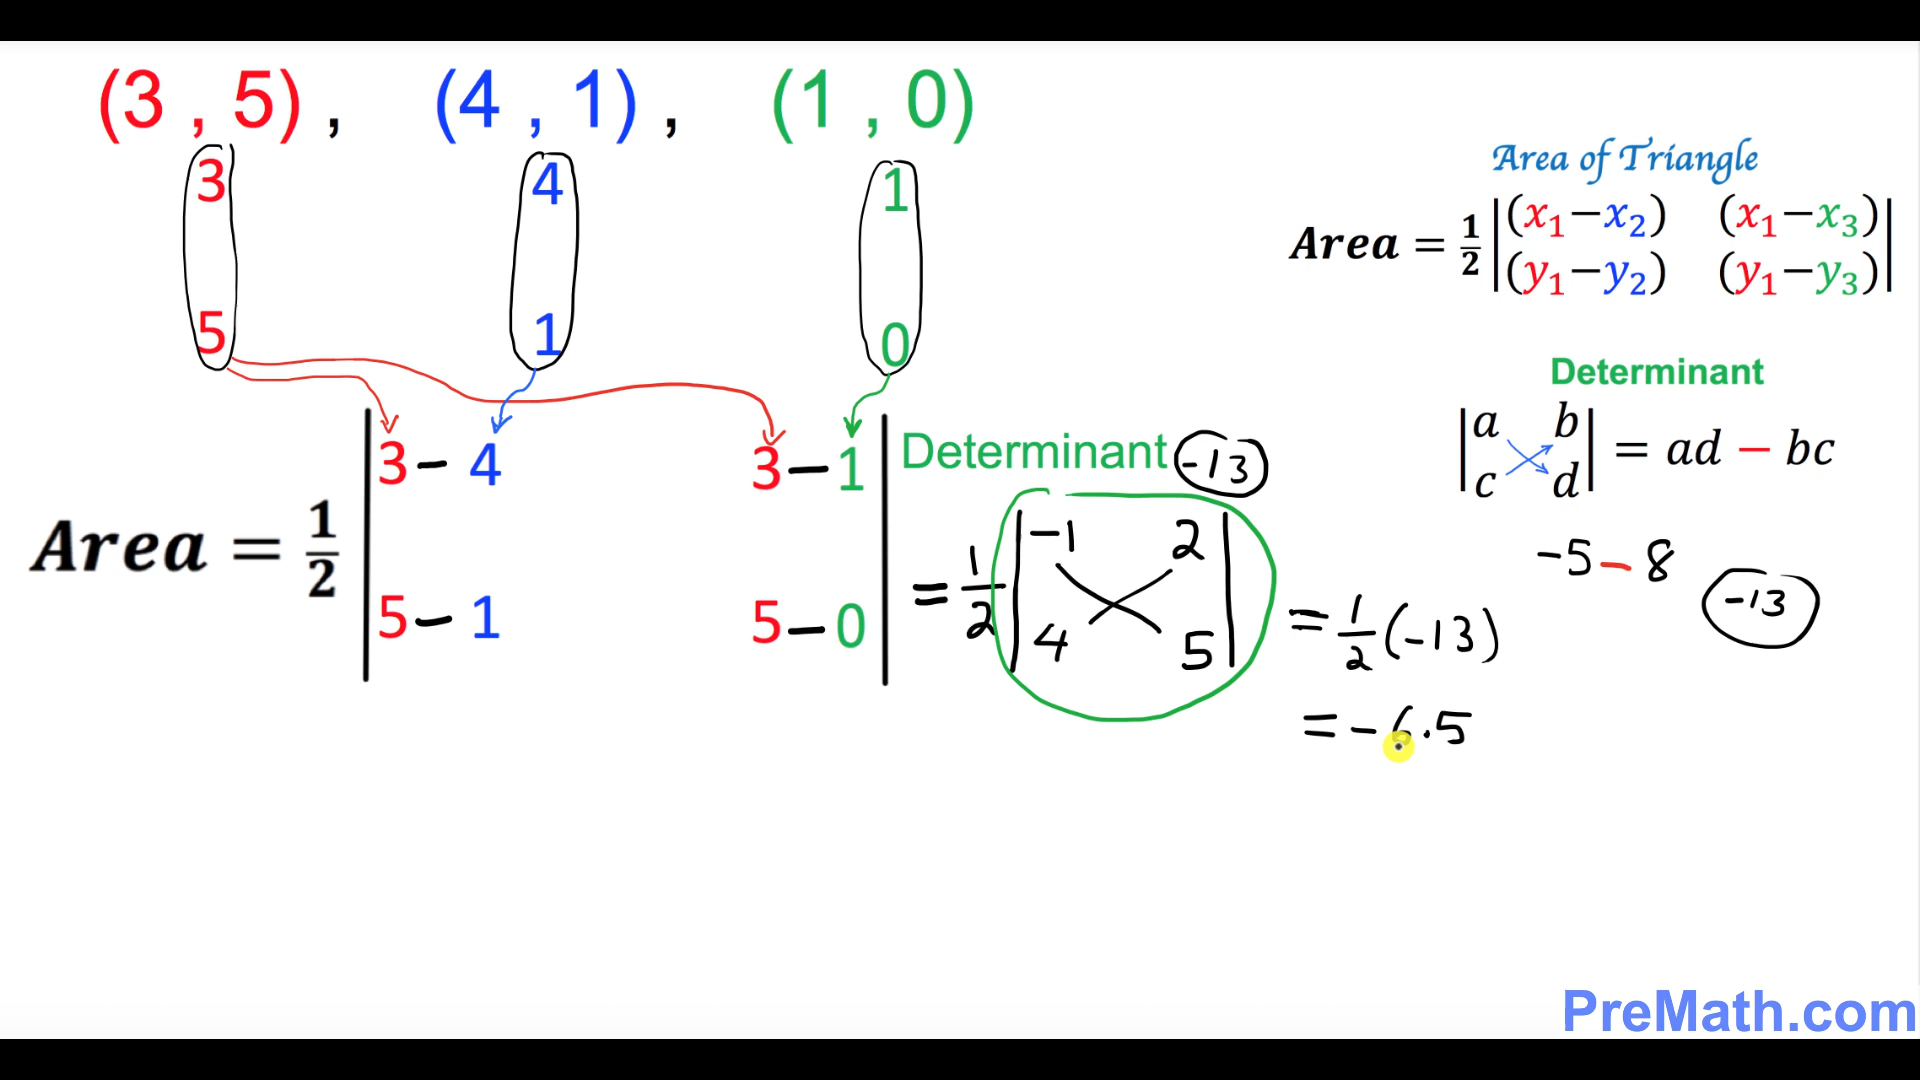 (3 , 5) , (4 , 1) , (1 , 0)
3 4 1
5 1 0
Area of Triangle
Area = 1/2 |(x₁−x₂) (x₁−x₃)|
|(y₁−y₂) (y₁−y₃)|
Determinant
|a b|
|c d| = ad − bc
-5 - 8
-13
Area = 1/2 |3 - 4 3 - 1|
|5 - 1 5 - 0|
Determinant -13
= 1/2 |-1 2|
|4 5|
= 1/2 (-13)
= -6.5
PreMath.com